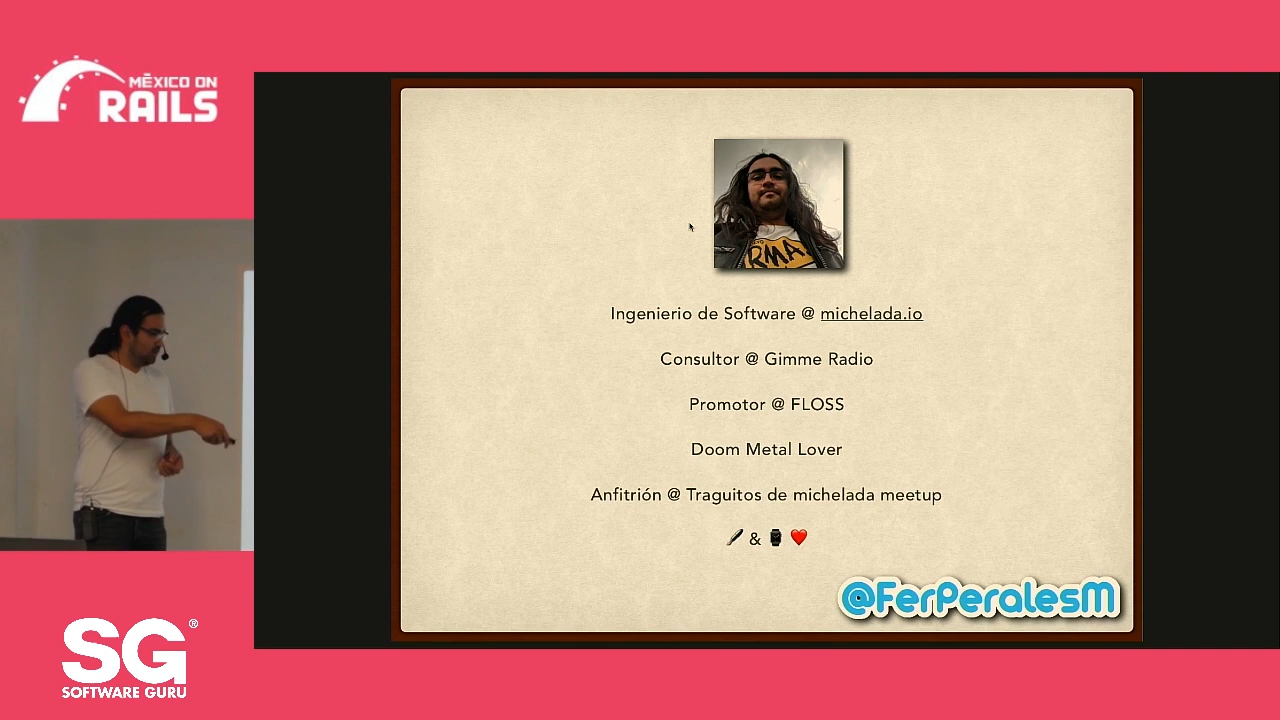 MÉXICO ON
RAILS
RMA
Ingenierio de Software @ michelada.io
Consultor @ Gimme Radio
Promotor @ FLOSS
Doom Metal Lover
Anfitrión @ Traguitos de michelada meetup
🖋 & ⌚ ❤️
@FerPeralesM
SG®
SOFTWARE GURU